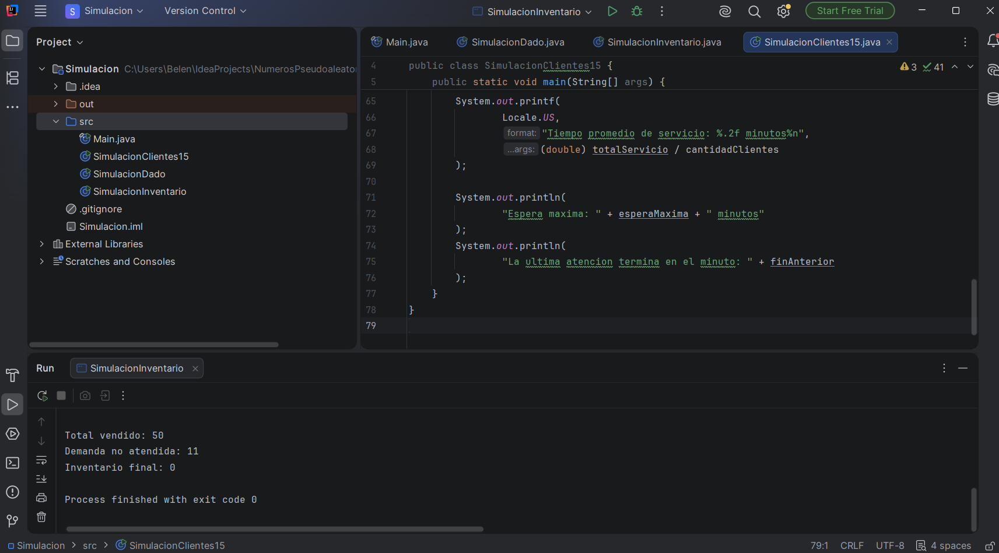 S Simulacion Version Control SimulacionInventario Start Free Trial
Project
Main.java SimulacionDado.java SimulacionInventario.java SimulacionClientes15.java
Simulacion C:\Users\Belen\IdeaProjects\NumerosPseudoaleator
.idea
out
src
Main.java
SimulacionClientes15
SimulacionDado
SimulacionInventario
.gitignore
Simulacion.iml
External Libraries
Scratches and Consoles
4 public class SimulacionClientes15 { 3 41
5 public static void main(String[] args) {
65 System.out.printf(
66 Locale.US,
67 format: "Tiempo promedio de servicio: %.2f minutos%n",
68 ...args: (double) totalServicio / cantidadClientes
69 );
70
71 System.out.println(
72 "Espera maxima: " + esperaMaxima + " minutos"
73 );
74 System.out.println(
75 "La ultima atencion termina en el minuto: " + finAnterior
76 );
77 }
78 }
79
Run SimulacionInventario
Total vendido: 50
Demanda no atendida: 11
Inventario final: 0
Process finished with exit code 0
Simulacion > src > SimulacionClientes15 79:1 CRLF UTF-8 4 spaces